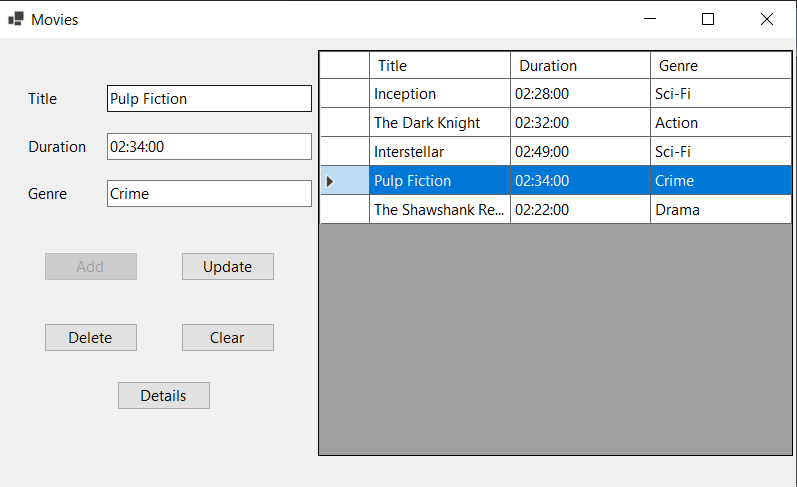 Movies
Title
Pulp Fiction
Duration
02:34:00
Genre
Crime
Add
Update
Delete
Clear
Details
Title Duration Genre
Inception 02:28:00 Sci-Fi
The Dark Knight 02:32:00 Action
Interstellar 02:49:00 Sci-Fi
Pulp Fiction 02:34:00 Crime
The Shawshank Re... 02:22:00 Drama